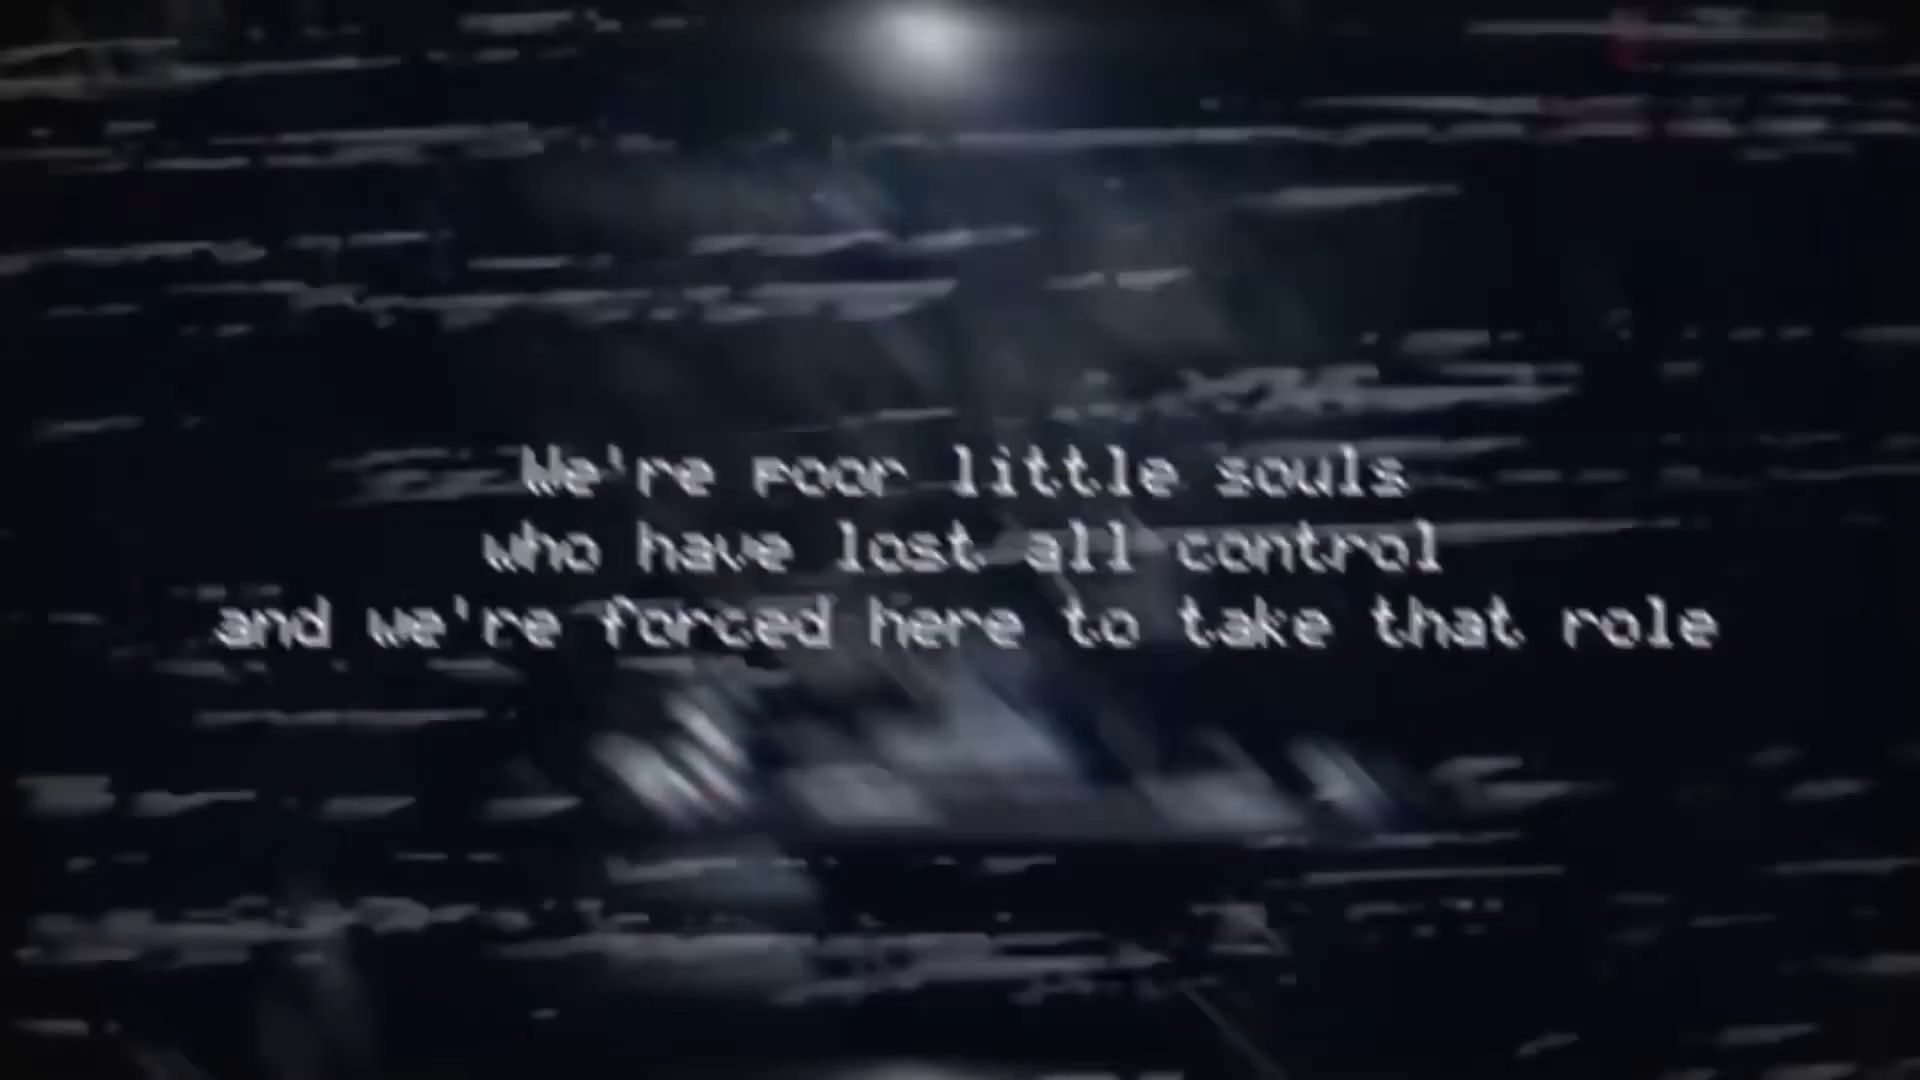 We're poor little souls
who have lost all control
and we're forced here to take that role